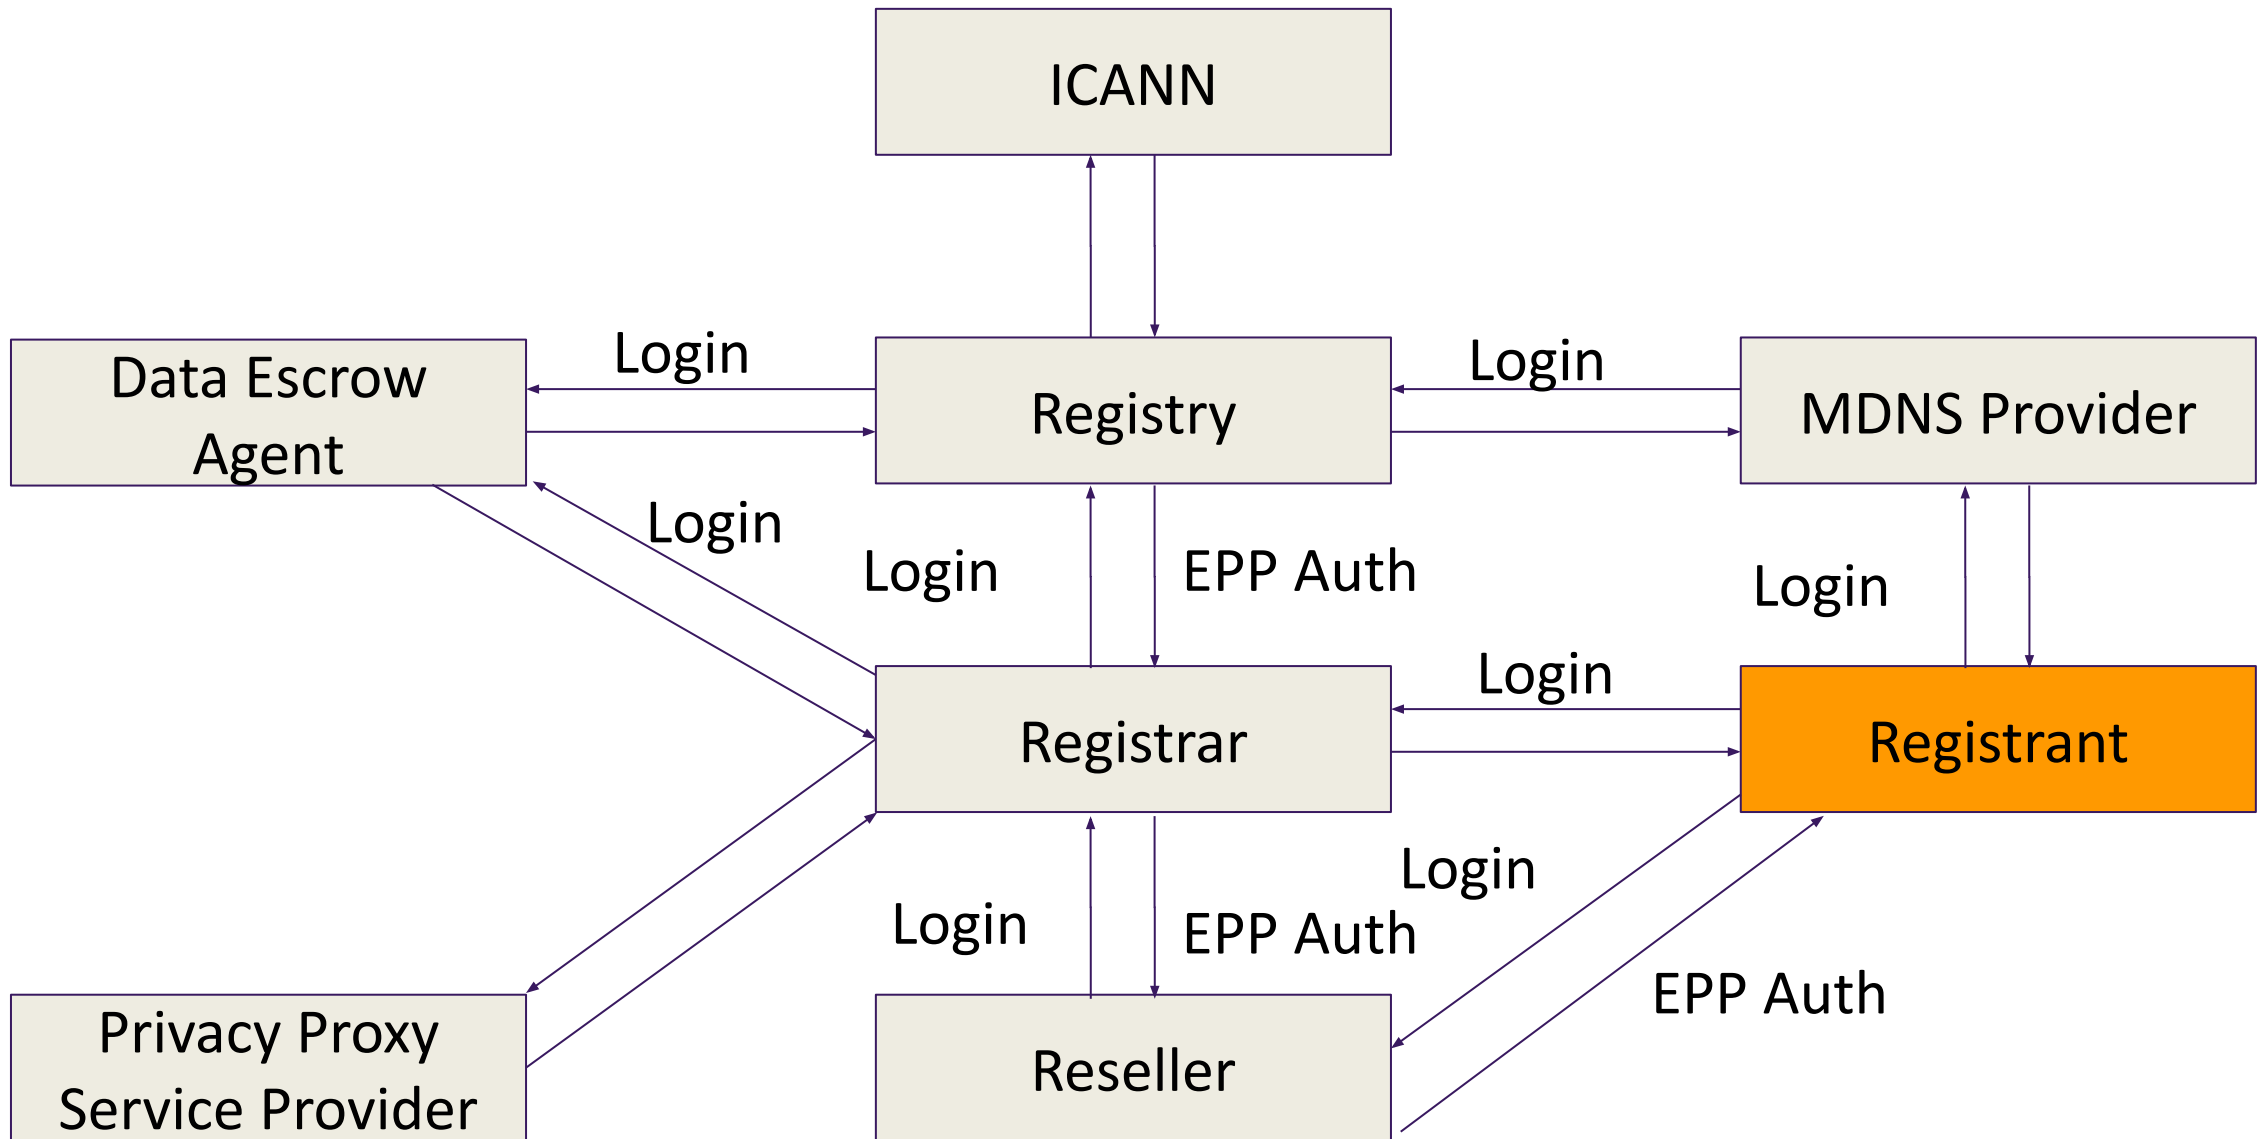 ICANN
Login
Login
Data Escrow
Agent
Registry
MDNS Provider
Login
Login
EPP Auth
Login
Login
Registrar
Registrant
Login
Login
EPP Auth
EPP Auth
Privacy Proxy
Service Provider
Reseller